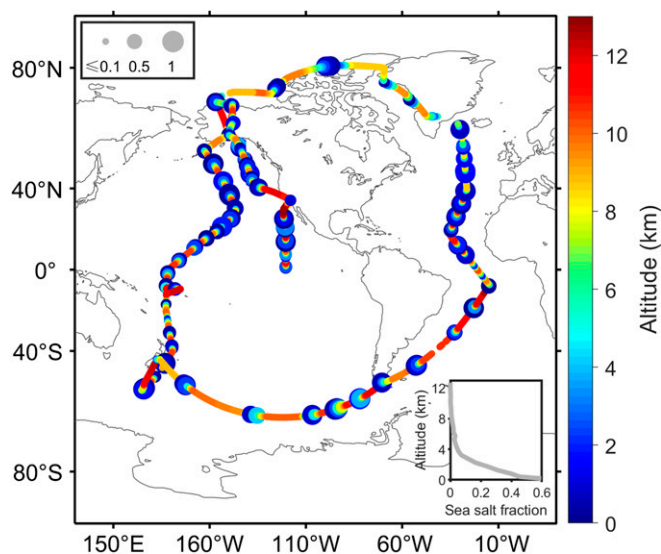 ≤0.1 0.5 1
80°N
40°N
0°
40°S
80°S
150°E 160°W 110°W 60°W 10°W
12
10
8
6
4
2
0
Altitude (km)
12
8
4
0
Altitude (km)
0 0.2 0.4 0.6
Sea salt fraction